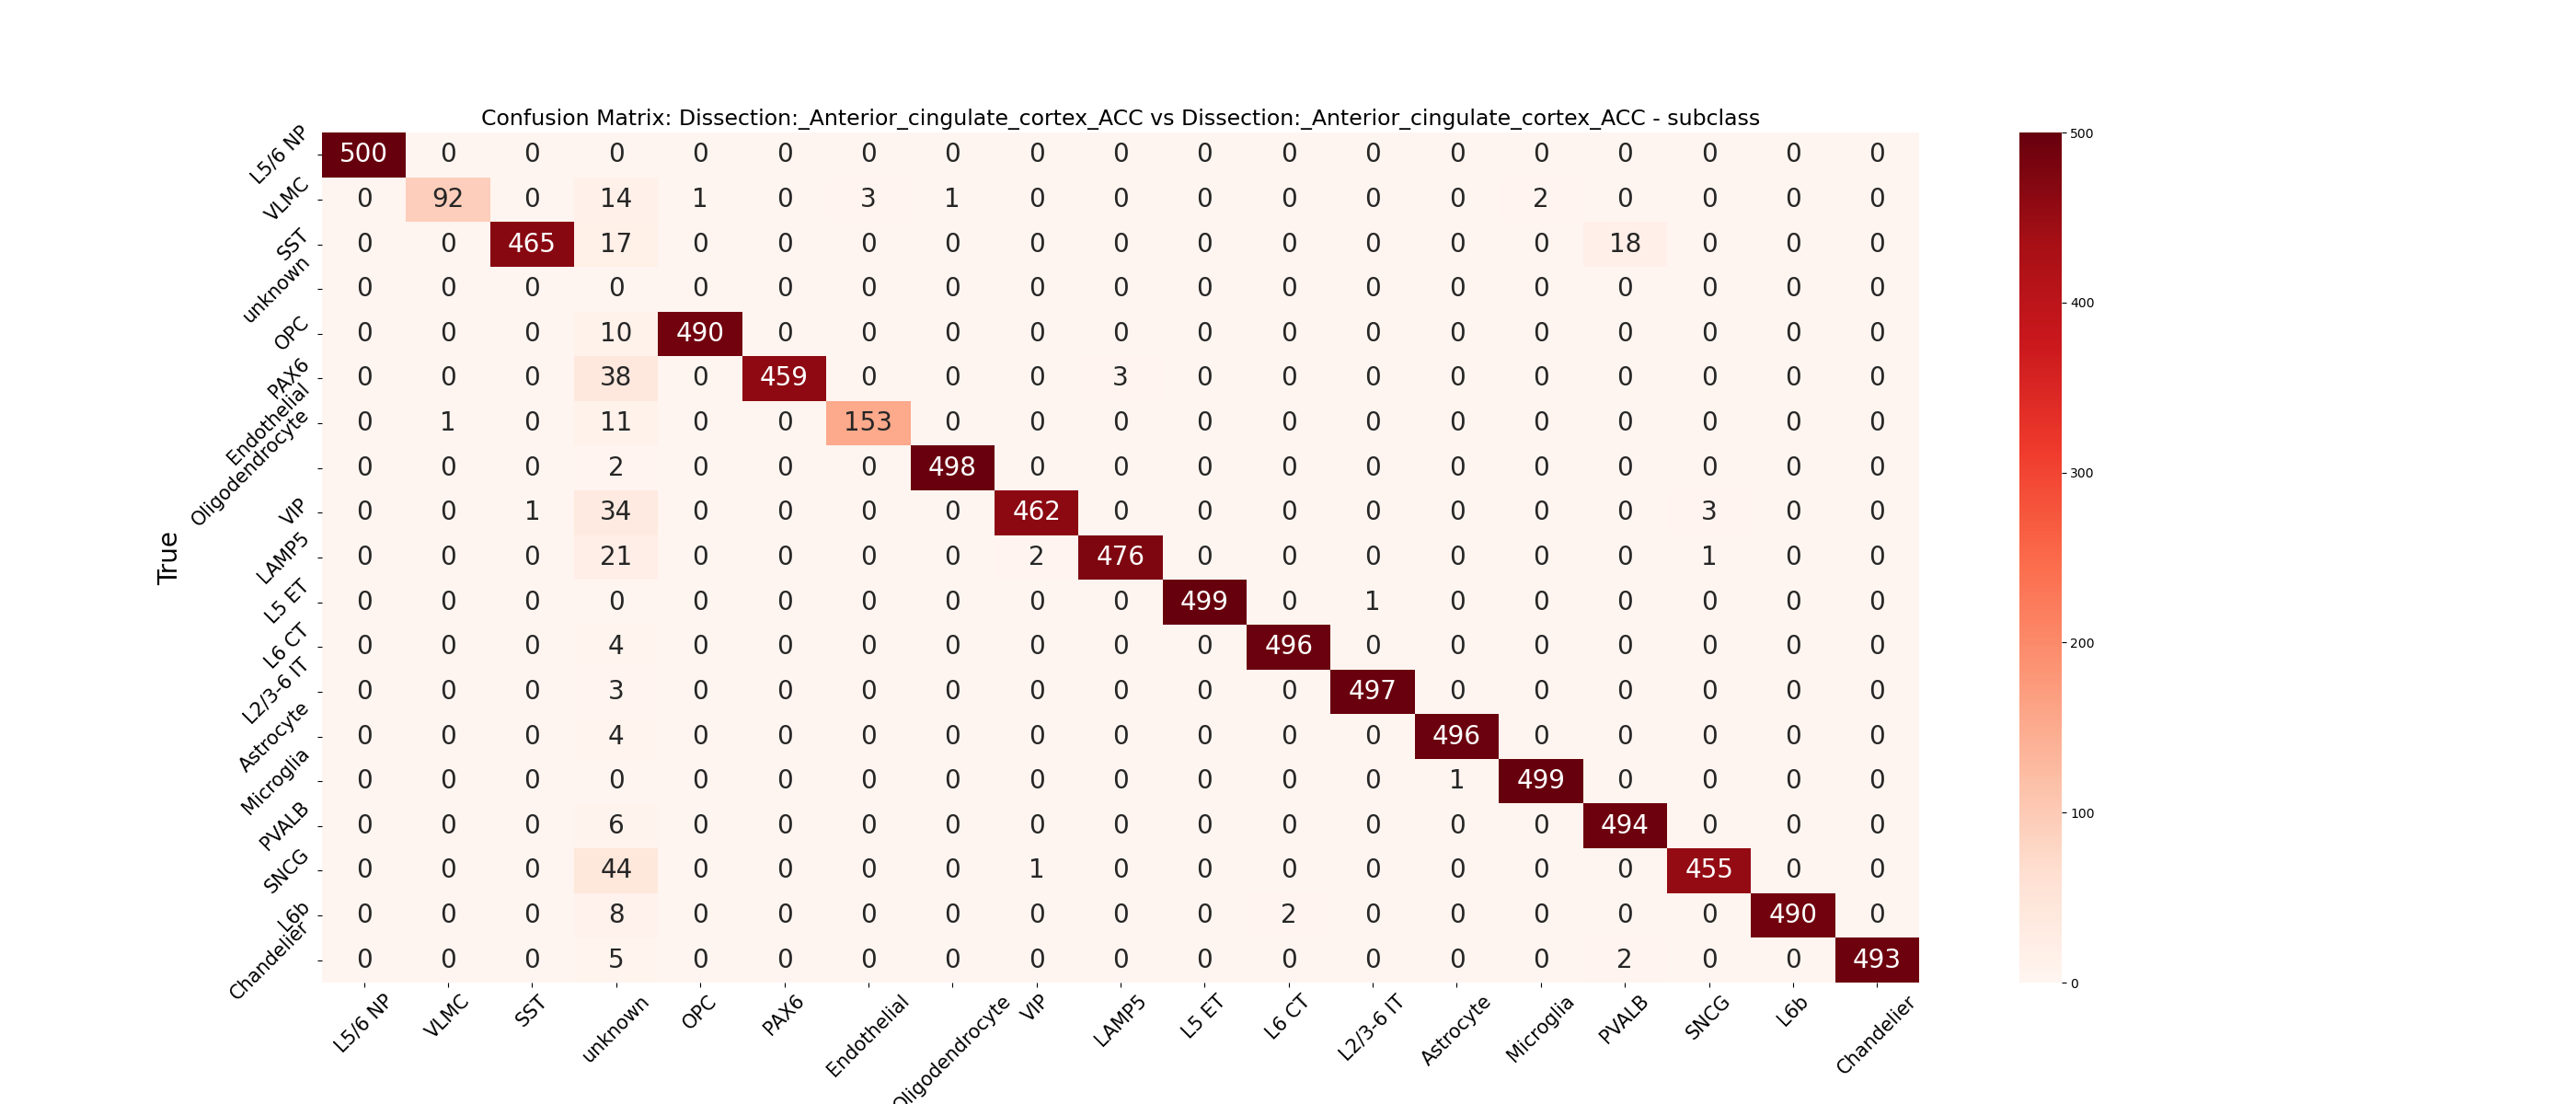 Confusion Matrix: Dissection:_Anterior_cingulate_cortex_ACC vs Dissection:_Anterior_cingulate_cortex_ACC - subclass
True
L5/6 NP 500 0 0 0 0 0 0 0 0 0 0 0 0 0 0 0 0 0 0
VLMC 0 92 0 14 1 0 3 1 0 0 0 0 0 0 2 0 0 0 0
SST 0 0 465 17 0 0 0 0 0 0 0 0 0 0 0 18 0 0 0
unknown 0 0 0 0 0 0 0 0 0 0 0 0 0 0 0 0 0 0 0
OPC 0 0 0 10 490 0 0 0 0 0 0 0 0 0 0 0 0 0 0
PAX6 0 0 0 38 0 459 0 0 0 3 0 0 0 0 0 0 0 0 0
Endothelial 0 1 0 11 0 0 153 0 0 0 0 0 0 0 0 0 0 0 0
Oligodendrocyte 0 0 0 2 0 0 0 498 0 0 0 0 0 0 0 0 0 0 0
VIP 0 0 1 34 0 0 0 0 462 0 0 0 0 0 0 0 3 0 0
LAMP5 0 0 0 21 0 0 0 0 2 476 0 0 0 0 0 0 1 0 0
L5 ET 0 0 0 0 0 0 0 0 0 0 499 0 1 0 0 0 0 0 0
L6 CT 0 0 0 4 0 0 0 0 0 0 0 496 0 0 0 0 0 0 0
L2/3-6 IT 0 0 0 3 0 0 0 0 0 0 0 0 497 0 0 0 0 0 0
Astrocyte 0 0 0 4 0 0 0 0 0 0 0 0 0 496 0 0 0 0 0
Microglia 0 0 0 0 0 0 0 0 0 0 0 0 0 1 499 0 0 0 0
PVALB 0 0 0 6 0 0 0 0 0 0 0 0 0 0 0 494 0 0 0
SNCG 0 0 0 44 0 0 0 0 1 0 0 0 0 0 0 0 455 0 0
L6b 0 0 0 8 0 0 0 0 0 0 0 2 0 0 0 0 0 490 0
Chandelier 0 0 0 5 0 0 0 0 0 0 0 0 0 0 0 2 0 0 493
L5/6 NP VLMC SST unknown OPC PAX6 Endothelial Oligodendrocyte VIP LAMP5 L5 ET L6 CT L2/3-6 IT Astrocyte Microglia PVALB SNCG L6b Chandelier
500
400
300
200
100
0